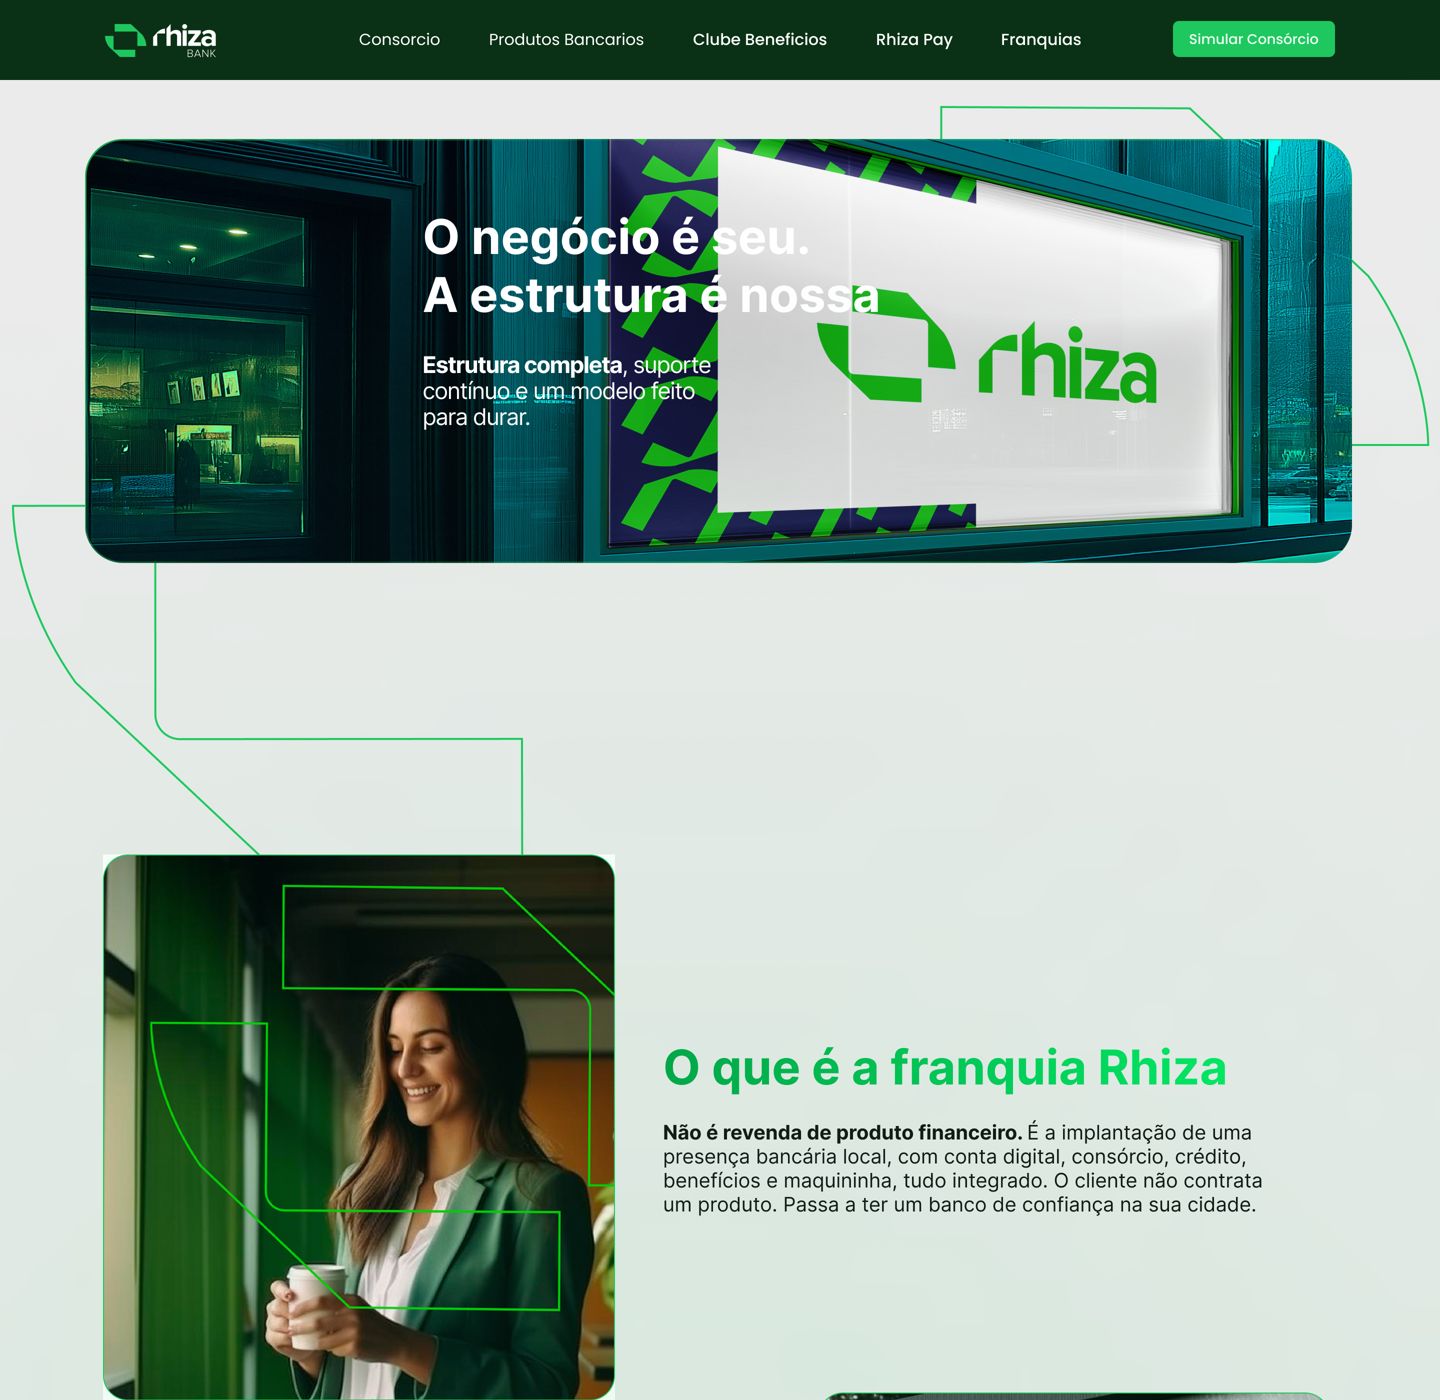 rhiza
BANK
Consorcio
Produtos Bancarios
Clube Beneficios
Rhiza Pay
Franquias
Simular Consórcio
O negócio é seu.
A estrutura é nossa
Estrutura completa, suporte
contínuo e um modelo feito
para durar.
rhiza
O que é a franquia Rhiza
Não é revenda de produto financeiro. É a implantação de uma
presença bancária local, com conta digital, consórcio, crédito,
benefícios e maquininha, tudo integrado. O cliente não contrata
um produto. Passa a ter um banco de confiança na sua cidade.